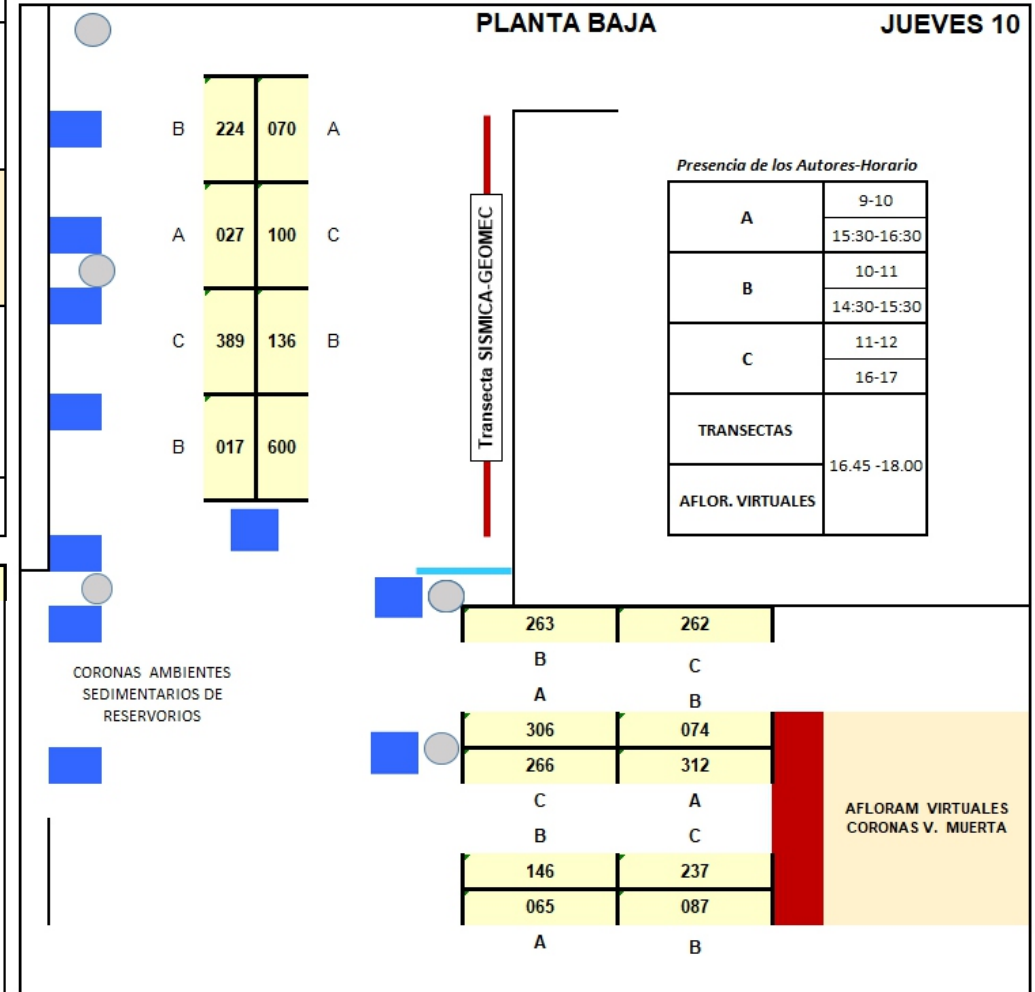 PLANTA BAJA JUEVES 10
B 224 070 A
A 027 100 C
C 389 136 B
B 017 600
Transecta SISMICA-GEOMEC
Presencia de los Autores-Horario
A 9-10
15:30-16:30
B 10-11
14:30-15:30
C 11-12
16-17
TRANSECTAS
16.45 -18.00
AFLOR. VIRTUALES
CORONAS AMBIENTES
SEDIMENTARIOS DE
RESERVORIOS
263 262
B C
A B
306 074
266 312
C A
B C
146 237
065 087
A B
AFLORAM VIRTUALES
CORONAS V. MUERTA